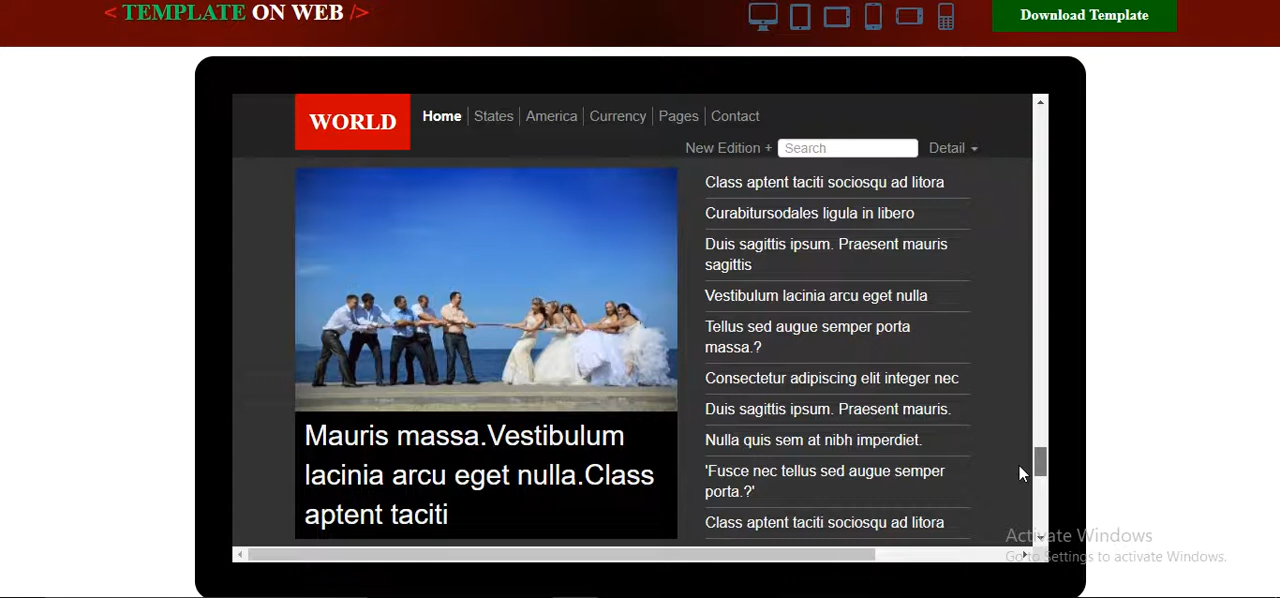 < TEMPLATE ON WEB />
Download Template
WORLD
Home
States
America
Currency
Pages
Contact
New Edition +
Search
Detail
Mauris massa.Vestibulum
lacinia arcu eget nulla.Class
aptent taciti
Class aptent taciti sociosqu ad litora
Curabitursodales ligula in libero
Duis sagittis ipsum. Praesent mauris
sagittis
Vestibulum lacinia arcu eget nulla
Tellus sed augue semper porta
massa.?
Consectetur adipiscing elit integer nec
Duis sagittis ipsum. Praesent mauris.
Nulla quis sem at nibh imperdiet.
'Fusce nec tellus sed augue semper
porta.?'
Class aptent taciti sociosqu ad litora
Activate Windows
Go to Settings to activate Windows.